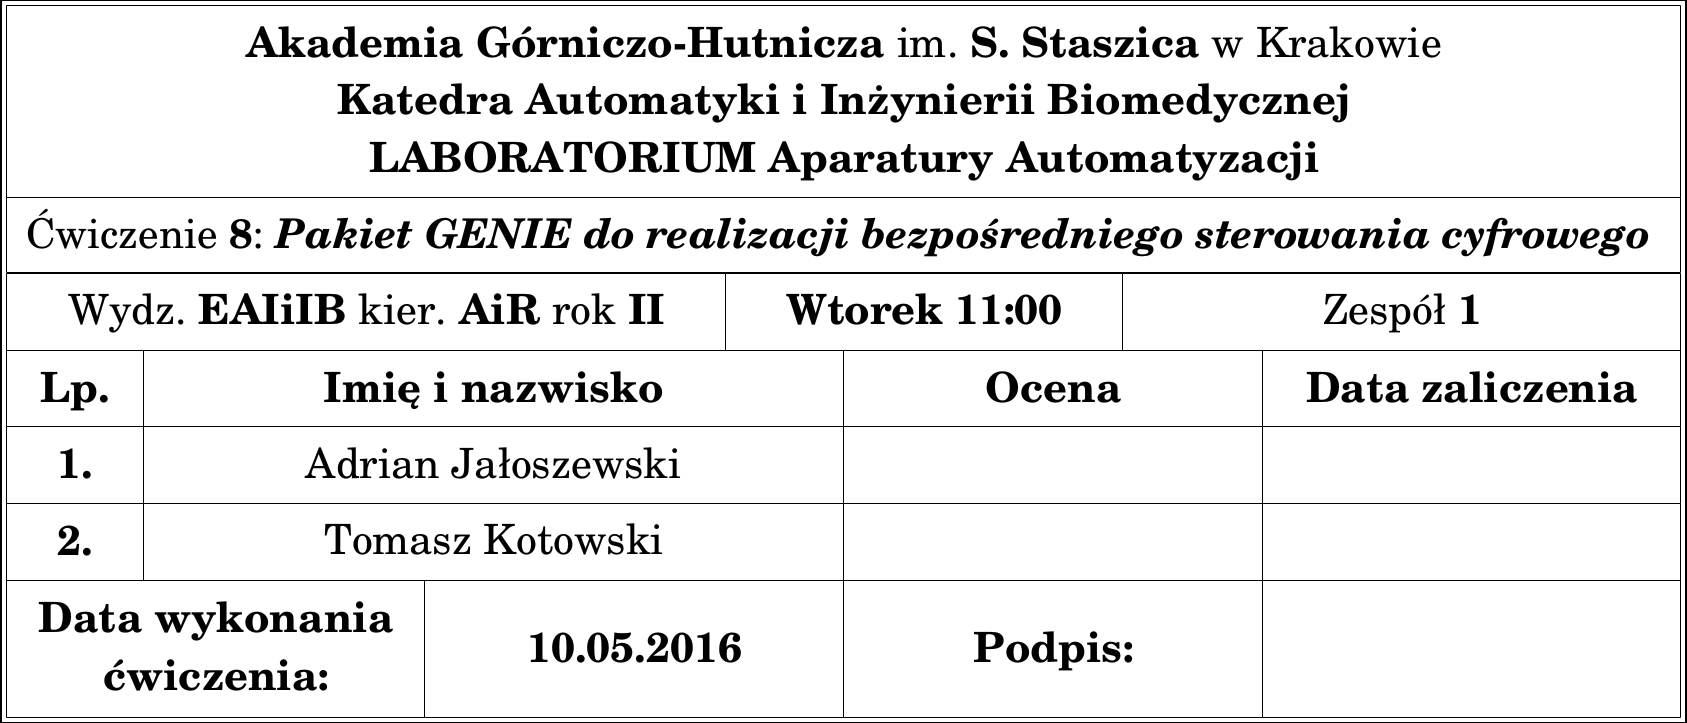 Akademia Górniczo-Hutnicza im. S. Staszica w Krakowie
Katedra Automatyki i Inżynierii Biomedycznej
LABORATORIUM Aparatury Automatyzacji
Ćwiczenie 8: Pakiet GENIE do realizacji bezpośredniego sterowania cyfrowego
Wydz. EAIiIB kier. AiR rok II Wtorek 11:00 Zespół 1
Lp. Imię i nazwisko Ocena Data zaliczenia
1. Adrian Jałoszewski
2. Tomasz Kotowski
Data wykonania
ćwiczenia:
10.05.2016
Podpis: